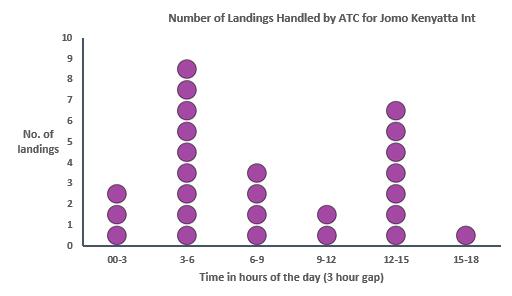 Number of Landings Handled by ATC for Jomo Kenyatta Int
10
9
8
7
6
5
4
3
2
1
0
No. of
landings
00-3 3-6 6-9 9-12 12-15 15-18
Time in hours of the day (3 hour gap)